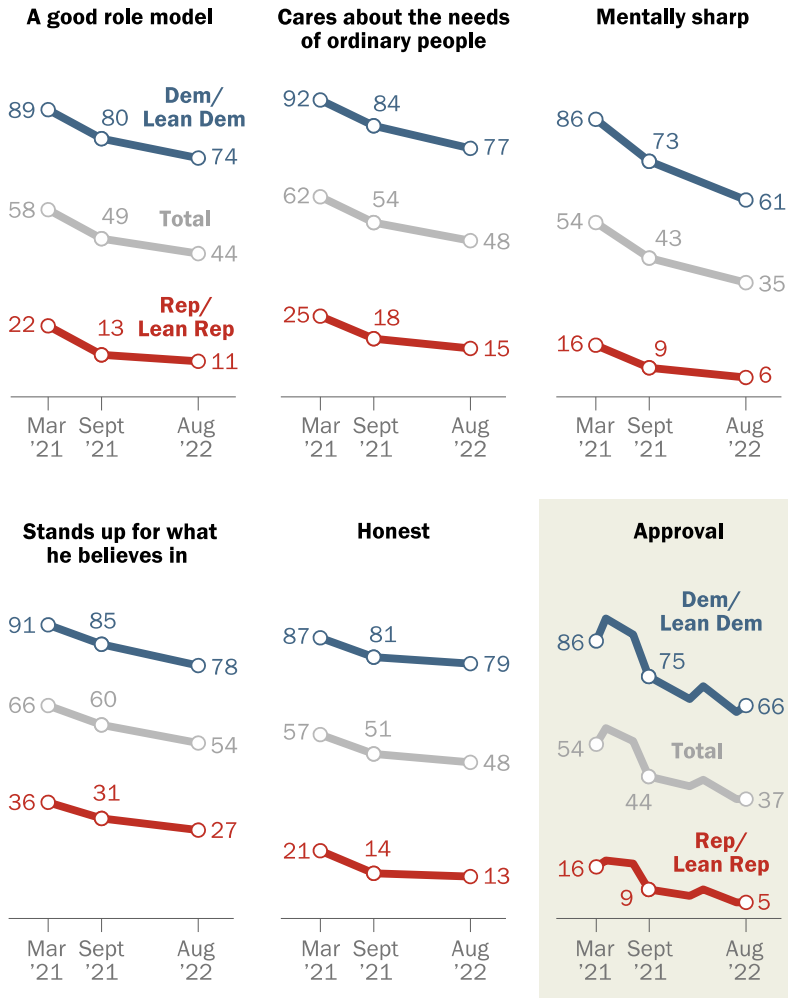 A good role model
Dem/
Lean Dem
89
80
74
58
Total
49
44
Rep/
Lean Rep
22
13
11
Mar
'21
Sept
'21
Aug
'22
Cares about the needs
of ordinary people
92
84
77
62
54
48
25
18
15
Mar
'21
Sept
'21
Aug
'22
Mentally sharp
86
73
61
54
43
35
16
9
6
Mar
'21
Sept
'21
Aug
'22
Stands up for what
he believes in
91
85
78
66
60
54
36
31
27
Mar
'21
Sept
'21
Aug
'22
Honest
87
81
79
57
51
48
21
14
13
Mar
'21
Sept
'21
Aug
'22
Approval
Dem/
Lean Dem
86
75
66
54
Total
44
37
Rep/
Lean Rep
16
9
5
Mar
'21
Sept
'21
Aug
'22